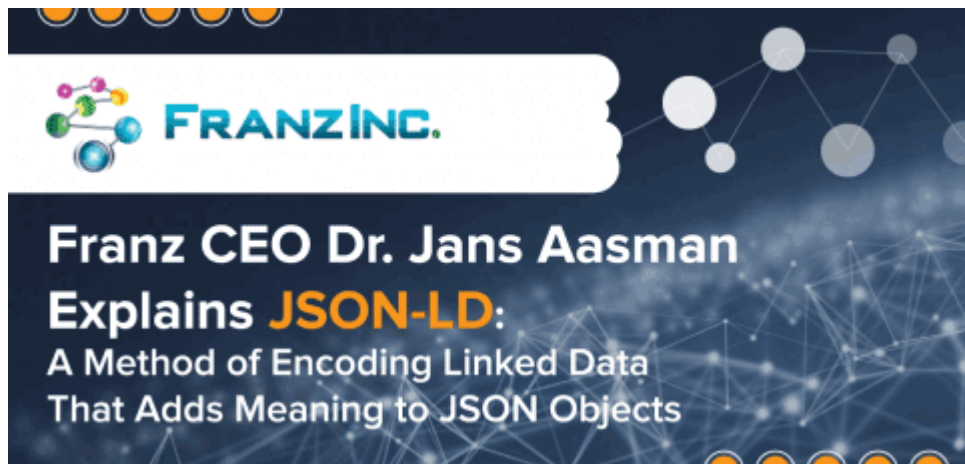 FRANZINC.
Franz CEO Dr. Jans Aasman
Explains JSON-LD:
A Method of Encoding Linked Data
That Adds Meaning to JSON Objects